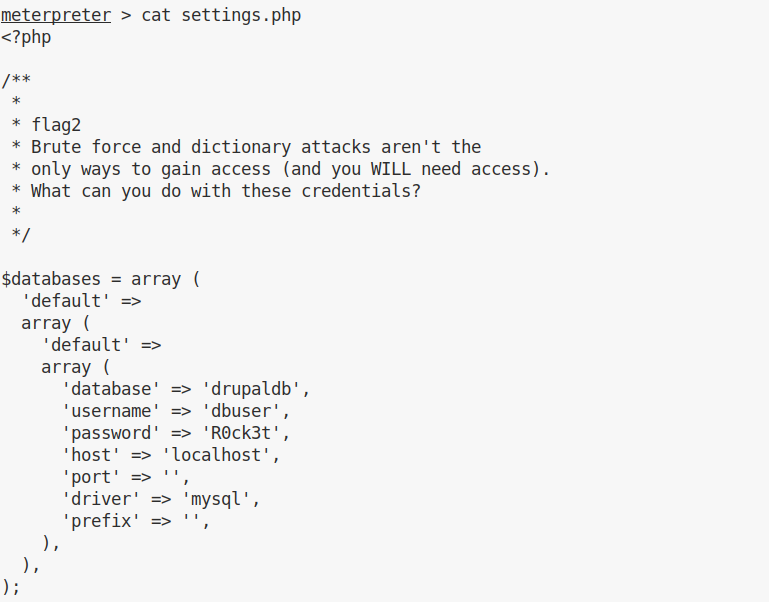 meterpreter > cat settings.php
<?php

/**
 *
 * flag2
 * Brute force and dictionary attacks aren't the
 * only ways to gain access (and you WILL need access).
 * What can you do with these credentials?
 *
 */

$databases = array (
  'default' =>
  array (
    'default' =>
    array (
      'database' => 'drupaldb',
      'username' => 'dbuser',
      'password' => 'R0ck3t',
      'host' => 'localhost',
      'port' => '',
      'driver' => 'mysql',
      'prefix' => '',
    ),
  ),
);